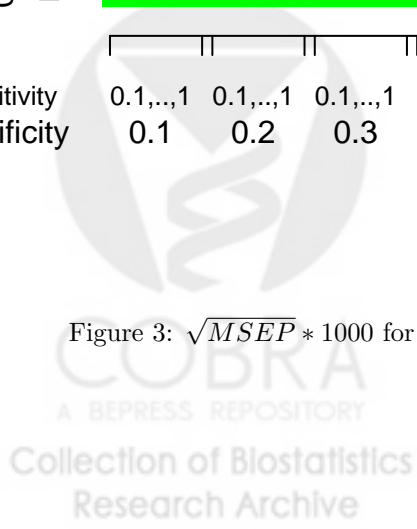 itivity 0.1,..,1 0.1,..,1 0.1,..,1
ificity 0.1 0.2 0.3
Figure 3: √MSEP ∗ 1000 for
COBRA
A BEPRESS REPOSITORY
Collection of Biostatistics
Research Archive